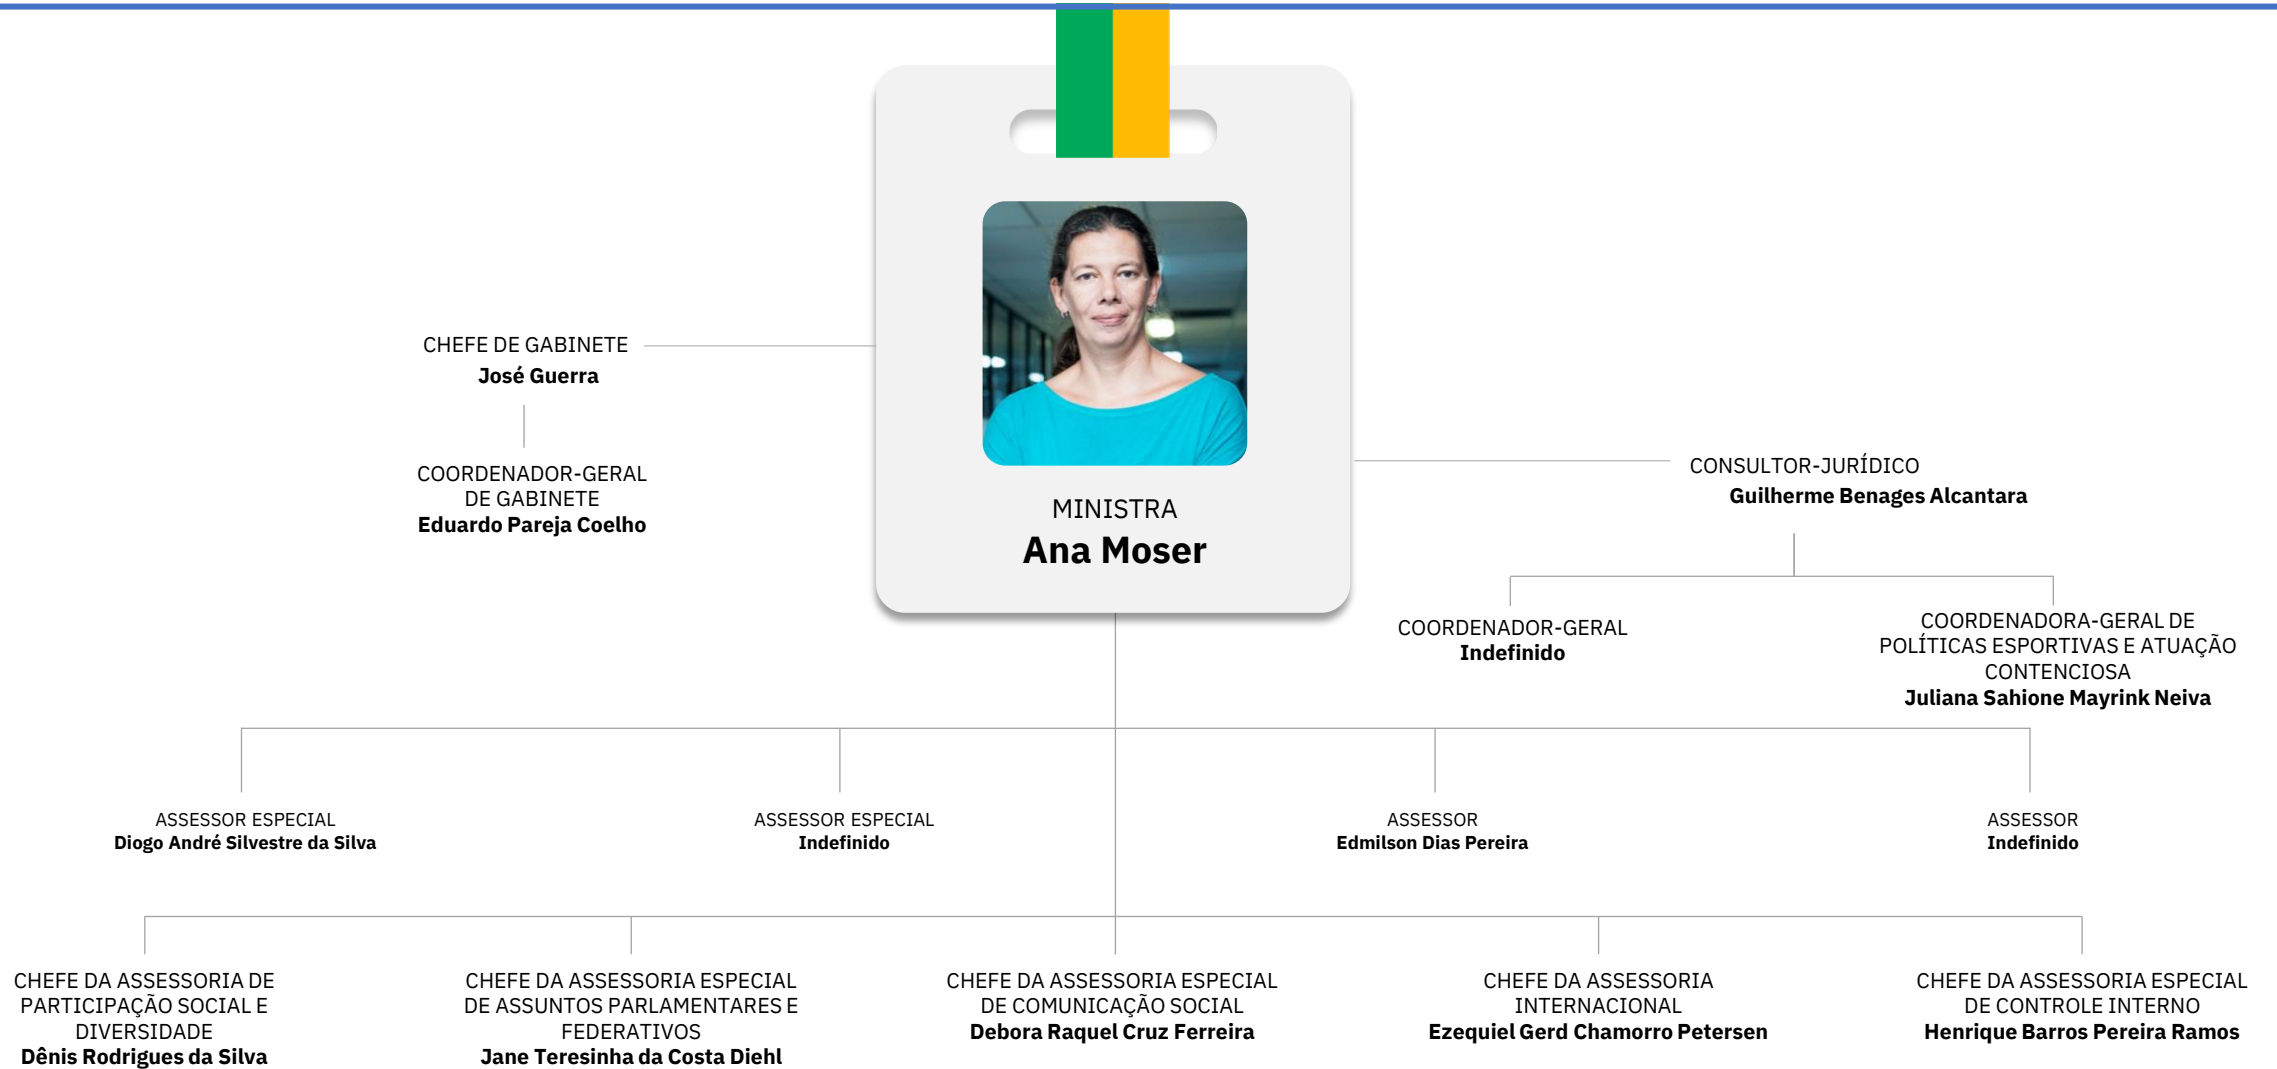 CHEFE DE GABINETE
José Guerra
COORDENADOR-GERAL
DE GABINETE
Eduardo Pareja Coelho
MINISTRA
Ana Moser
CONSULTOR-JURÍDICO
Guilherme Benages Alcantara
COORDENADOR-GERAL
Indefinido
COORDENADORA-GERAL DE
POLÍTICAS ESPORTIVAS E ATUAÇÃO
CONTENCIOSA
Juliana Sahione Mayrink Neiva
ASSESSOR ESPECIAL
Diogo André Silvestre da Silva
ASSESSOR ESPECIAL
Indefinido
ASSESSOR
Edmilson Dias Pereira
ASSESSOR
Indefinido
CHEFE DA ASSESSORIA DE
PARTICIPAÇÃO SOCIAL E
DIVERSIDADE
Dênis Rodrigues da Silva
CHEFE DA ASSESSORIA ESPECIAL
DE ASSUNTOS PARLAMENTARES E
FEDERATIVOS
Jane Teresinha da Costa Diehl
CHEFE DA ASSESSORIA ESPECIAL
DE COMUNICAÇÃO SOCIAL
Debora Raquel Cruz Ferreira
CHEFE DA ASSESSORIA
INTERNACIONAL
Ezequiel Gerd Chamorro Petersen
CHEFE DA ASSESSORIA ESPECIAL
DE CONTROLE INTERNO
Henrique Barros Pereira Ramos